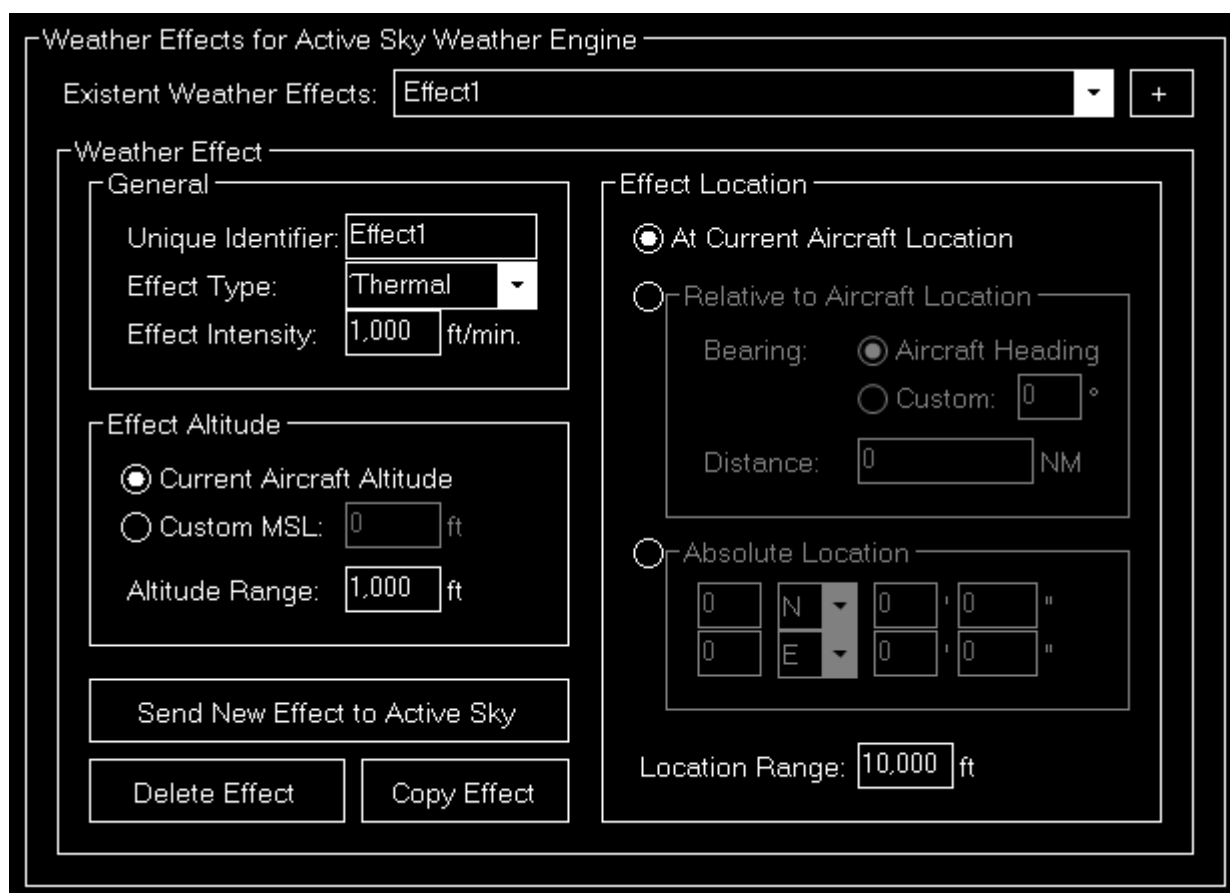 Weather Effects for Active Sky Weather Engine
Existent Weather Effects: Effect1 +
Weather Effect
General
Unique Identifier: Effect1
Effect Type: Thermal
Effect Intensity: 1,000 ft/min.
Effect Altitude
Current Aircraft Altitude
Custom MSL: 0 ft
Altitude Range: 1,000 ft
Send New Effect to Active Sky
Delete Effect Copy Effect
Effect Location
At Current Aircraft Location
Relative to Aircraft Location
Bearing: Aircraft Heading
Custom: 0 °
Distance: 0 NM
Absolute Location
0 N 0 ' 0 "
0 E 0 ' 0 "
Location Range: 10,000 ft